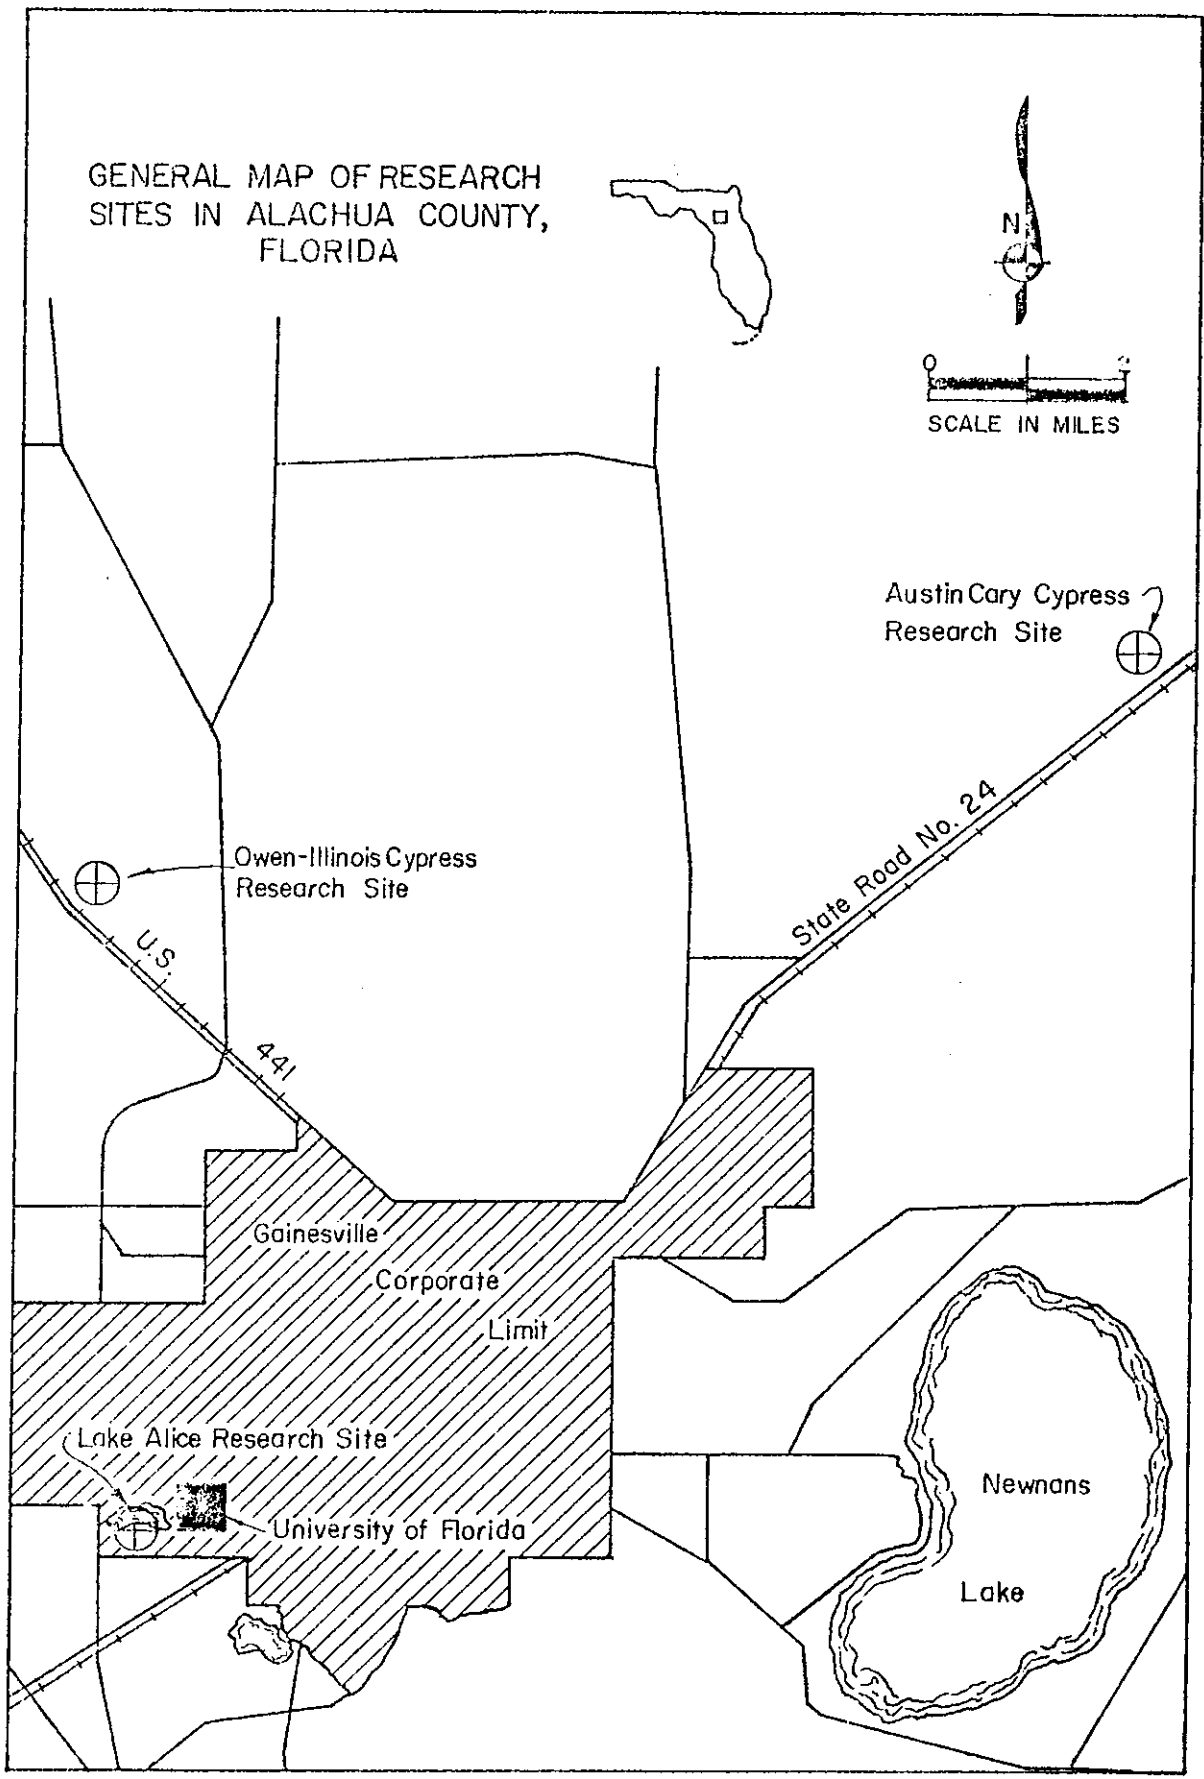 GENERAL MAP OF RESEARCH
SITES IN ALACHUA COUNTY,
FLORIDA
N
0
SCALE IN MILES
Austin Cary Cypress
Research Site
State Road No. 24
Owen-Illinois Cypress
Research Site
U.S.
441
Gainesville
Corporate
Limit
Lake Alice Research Site
University of Florida
Newnans
Lake